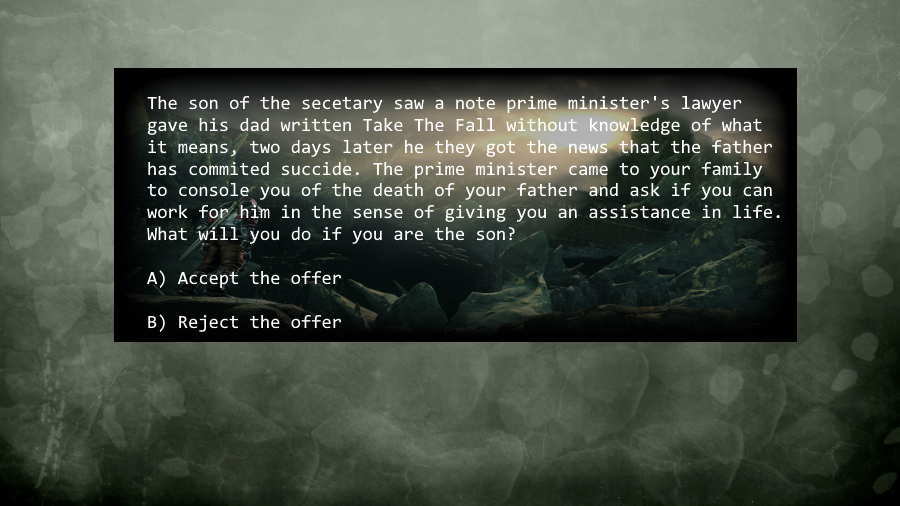 The son of the secetary saw a note prime minister's lawyer
gave his dad written Take The Fall without knowledge of what
it means, two days later he they got the news that the father
has commited succide. The prime minister came to your family
to console you of the death of your father and ask if you can
work for him in the sense of giving you an assistance in life.
What will you do if you are the son?
A) Accept the offer
B) Reject the offer